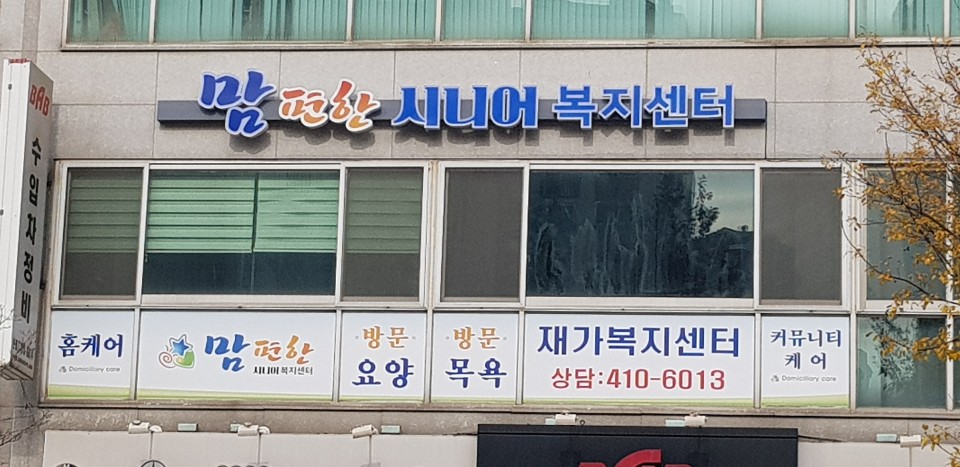 맘 편한 시니어 복지센터
BAB
수입차정비
홈케어
Domiciliary care
맘 편한
시니어 복지센터
방문
요양
방문
목욕
재가복지센터
상담:410-6013
커뮤니티
케어
Domiciliary care